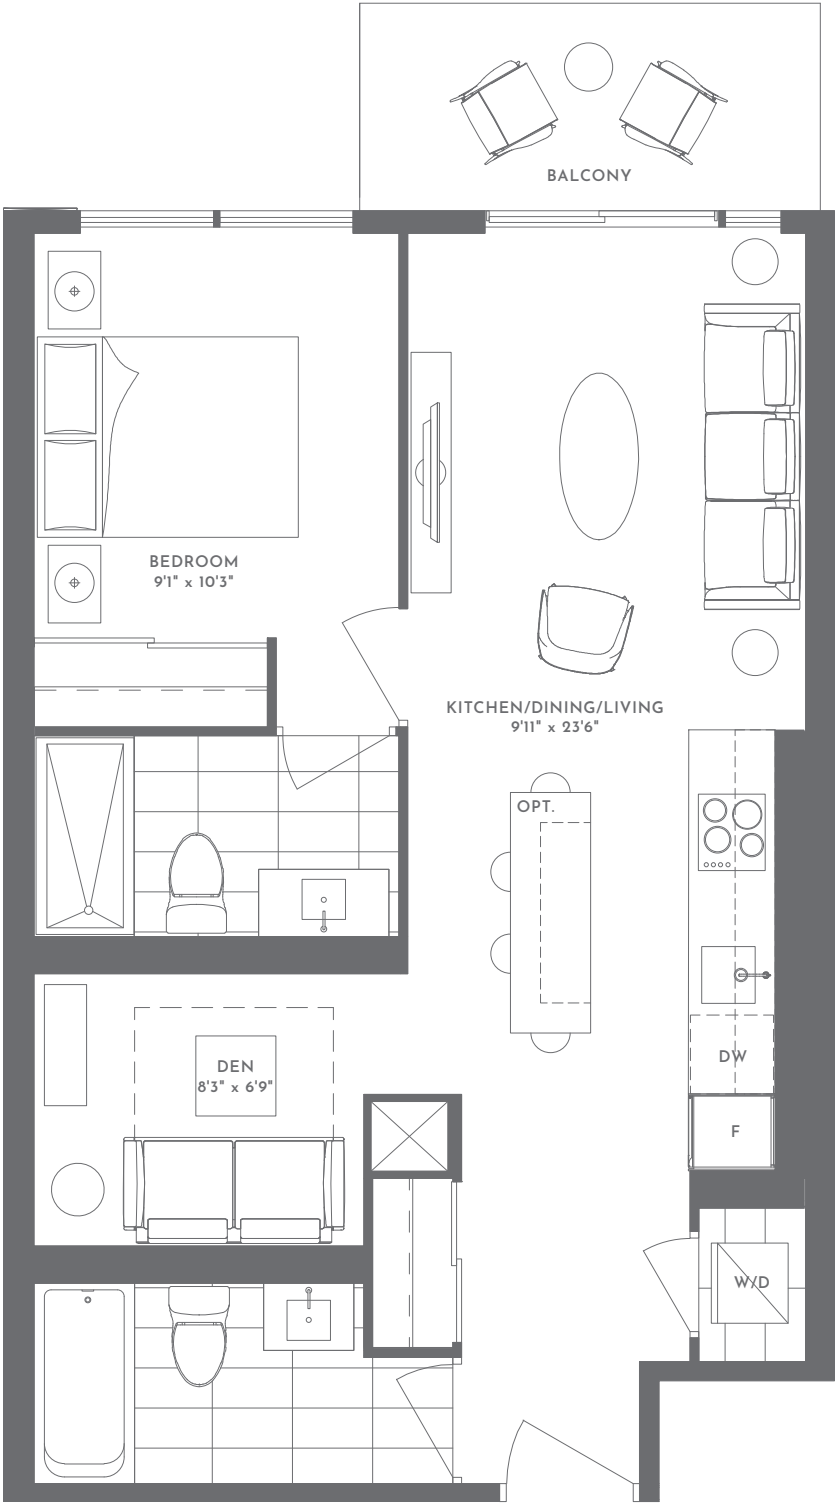 BALCONY
BEDROOM
9'1" x 10'3"
KITCHEN/DINING/LIVING
9'11" x 23'6"
OPT.
DW
DEN
8'3" x 6'9"
F
W/D